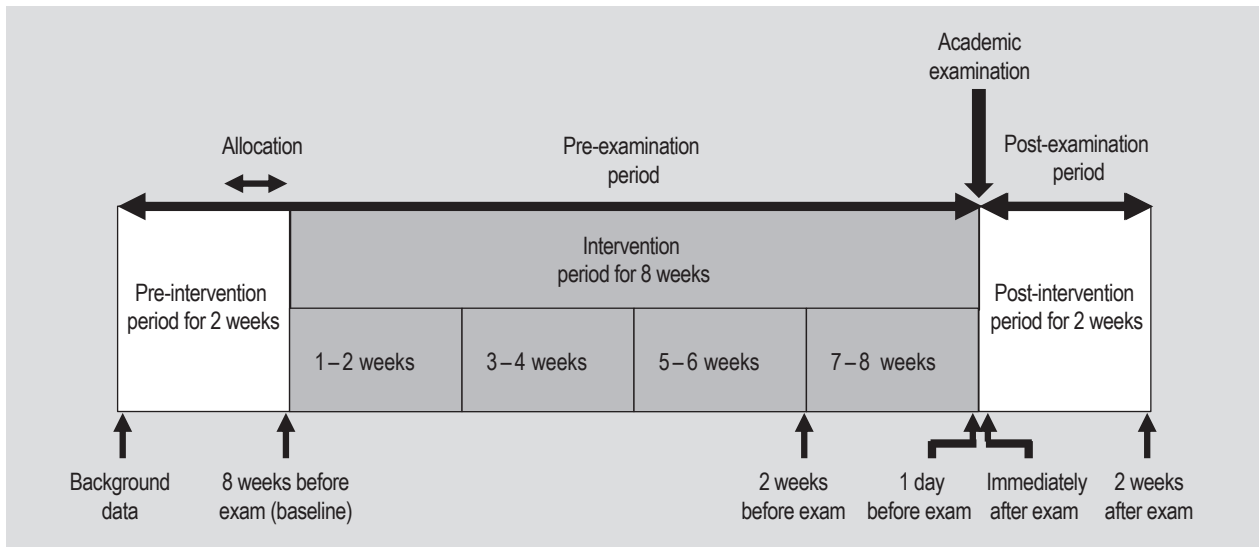 Academic
examination
Allocation
Pre-examination
period
Post-examination
period
Pre-intervention
period for 2 weeks
Intervention
period for 8 weeks
Post-intervention
period for 2 weeks
1 – 2 weeks
3 – 4 weeks
5 – 6 weeks
7 – 8 weeks
Background
data
8 weeks before
exam (baseline)
2 weeks
before exam
1 day
before exam
Immediately
after exam
2 weeks
after exam